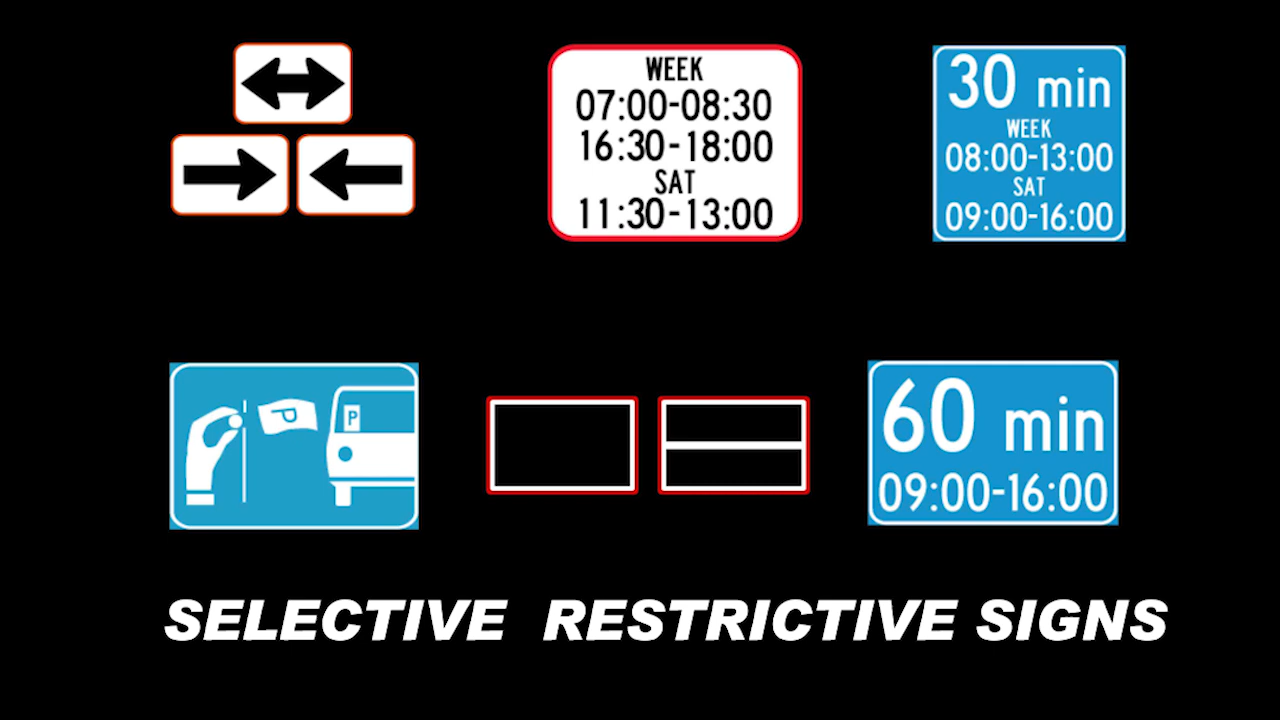 WEEK
07:00-08:30
16:30-18:00
SAT
11:30-13:00
30 min
WEEK
08:00-13:00
SAT
09:00-16:00
P
P
60 min
09:00-16:00
SELECTIVE RESTRICTIVE SIGNS